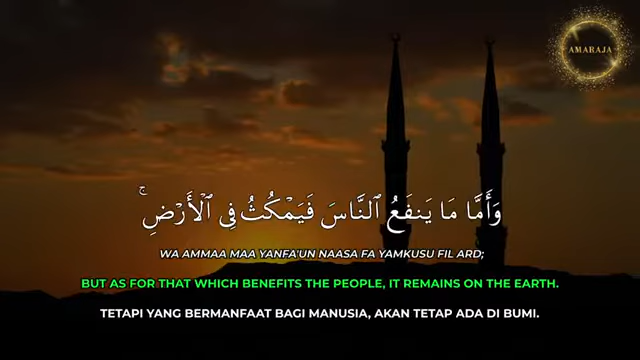 AMARAJA
وَأَمَّا مَا يَنفَعُ ٱلنَّاسَ فَيَمْكُثُ فِى ٱلْأَرْضِ ۚ
WA AMMAA MAA YANFA'UN NAASA FA YAMKUSU FIL ARD;
BUT AS FOR THAT WHICH BENEFITS THE PEOPLE, IT REMAINS ON THE EARTH.
TETAPI YANG BERMANFAAT BAGI MANUSIA, AKAN TETAP ADA DI BUMI.